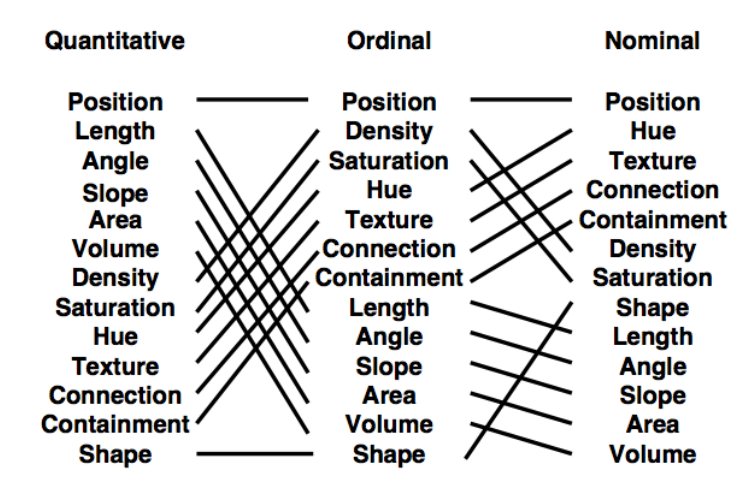 Quantitative Ordinal Nominal
Position Position Position
Length Density Hue
Angle Saturation Texture
Slope Hue Connection
Area Texture Containment
Volume Connection Density
Density Containment Saturation
Saturation Length Shape
Hue Angle Length
Texture Slope Angle
Connection Area Slope
Containment Volume Area
Shape Shape Volume